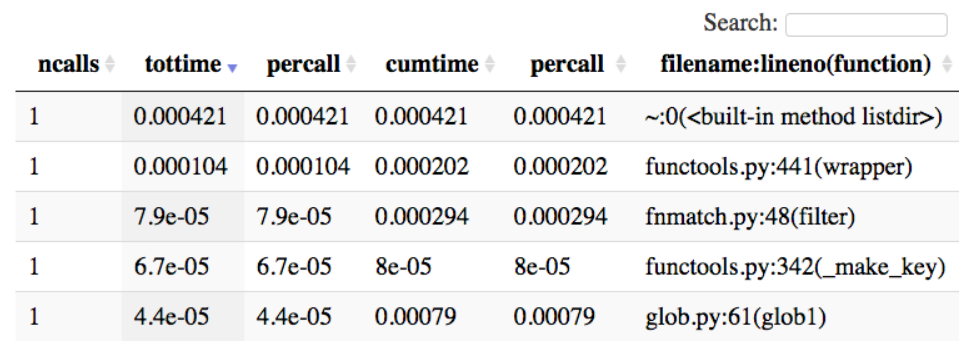 Search:
ncalls tottime percall cumtime percall filename:lineno(function)
1 0.000421 0.000421 0.000421 0.000421 ~:0(<built-in method listdir>)
1 0.000104 0.000104 0.000202 0.000202 functools.py:441(wrapper)
1 7.9e-05 7.9e-05 0.000294 0.000294 fnmatch.py:48(filter)
1 6.7e-05 6.7e-05 8e-05 8e-05 functools.py:342(_make_key)
1 4.4e-05 4.4e-05 0.00079 0.00079 glob.py:61(glob1)